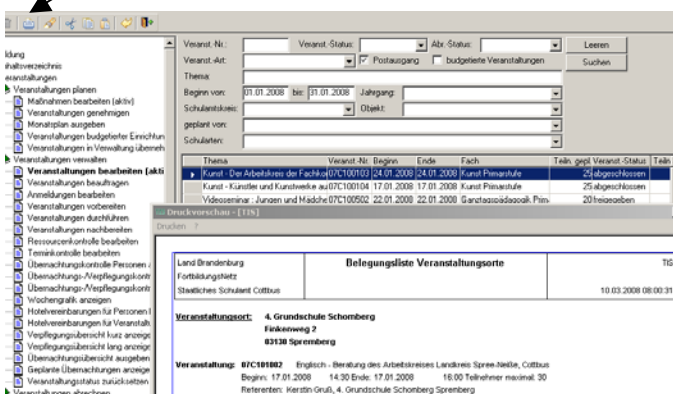 Veranst.-Nr.: Veranst.-Status: Abr.-Status: Leeren
Veranst.-Art: Postausgang budgetierte Veranstaltungen Suchen
Thema:
Beginn von: 01.01.2008 bis: 31.01.2008 Jahrgang:
Schulamtskreis: Objekt:
geplant von:
Schularten:
ldung
nhaltsverzeichnis
eranstaltungen
Veranstaltungen planen
Maßnahmen bearbeiten (aktiv)
Veranstaltungen genehmigen
Monatsplan ausgeben
Veranstaltungen budgetierter Einrichtun
Veranstaltungen in Verwaltung übernehm
Veranstaltungen verwalten
Veranstaltungen bearbeiten (akti
Veranstaltungen beauftragen
Anmeldungen bearbeiten
Veranstaltungen vorbereiten
Veranstaltungen durchführen
Veranstaltungen nachbereiten
Ressourcenkontrolle bearbeiten
Terminkontrolle bearbeiten
Übernachtungskontrolle Personen
Übernachtungs-/Verpflegungskontr
Übernachtungs-/Verpflegungskontr
Wochengrafik anzeigen
Hotelvereinbarungen für Personen
Hotelvereinbarungen für Veranstalt
Verpflegungsübersicht kurz anzeige
Verpflegungsübersicht lang anzeige
Übernachtungsübersicht ausgeben
Geplante Übernachtungen anzeige
Veranstaltungsstatus zurücksetzen
Veranstaltungen abrechnen
Thema Veranst.-Nr. Beginn Ende Fach Teiln. gepl. Veranst.-Status Teiln
Kunst - Der Arbeitskreis der Fachkon 07C100103 24.01.2008 24.01.2008 Kunst Primarstufe 25 abgeschlossen
Kunst - Künstler und Kunstwerke au 07C100104 17.01.2008 17.01.2008 Kunst Primarstufe 25 abgeschlossen
Videoseminar : Jungen und Mädche 07C100502 22.01.2008 22.01.2008 Ganztagspädagogik Prim. 20 freigegeben
Druckvorschau - [TIS]
Drucken ?
Land Brandenburg Belegungsliste Veranstaltungsorte TIS
FortbildungsNetz
Staatliches Schulamt Cottbus 10.03.2008 08:00:31
Veranstaltungsort: 4. Grundschule Schomberg
Finkenweg 2
03130 Spremberg
Veranstaltung: 07C101002 Englisch - Beratung des Arbeitskreises Landkreis Spree-Neiße, Cottbus
Beginn: 17.01.2008 14:30 Ende: 17.01.2008 16:00 Teilnehmer maximal: 30
Referenten: Kerstin Gruß, 4. Grundschule Schomberg Spremberg